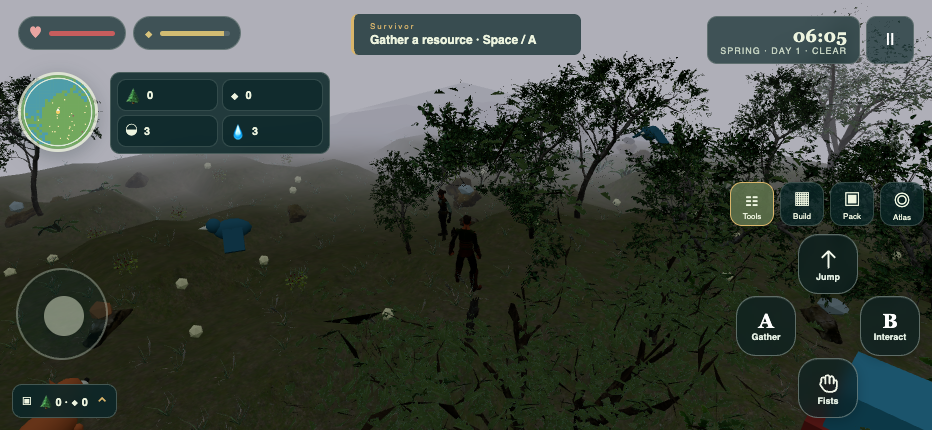 Survivor
Gather a resource · Space / A
06:05
SPRING · DAY 1 · CLEAR
0
0
3
3
Tools
Build
Pack
Atlas
Jump
A
Gather
B
Interact
Fists
0 · ◆ 0